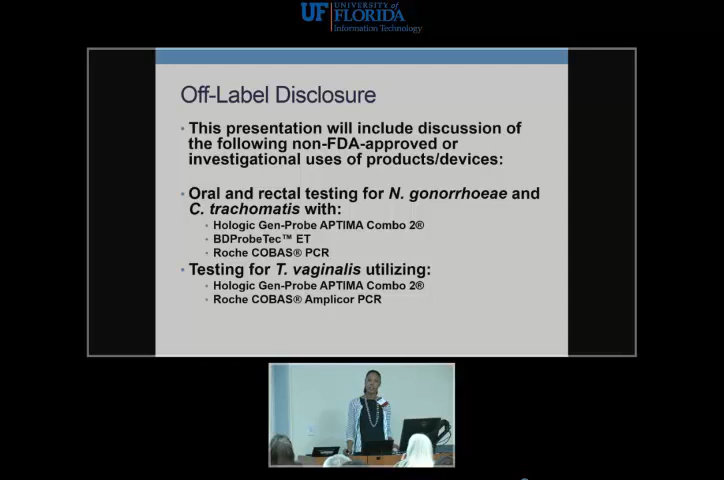 UF UNIVERSITY of
FLORIDA
Information Technology
Off-Label Disclosure
• This presentation will include discussion of
the following non-FDA-approved or
investigational uses of products/devices:
• Oral and rectal testing for N. gonorrhoeae and
C. trachomatis with:
• Hologic Gen-Probe APTIMA Combo 2®
• BDProbeTec™ ET
• Roche COBAS® PCR
• Testing for T. vaginalis utilizing:
• Hologic Gen-Probe APTIMA Combo 2®
• Roche COBAS® Amplicor PCR